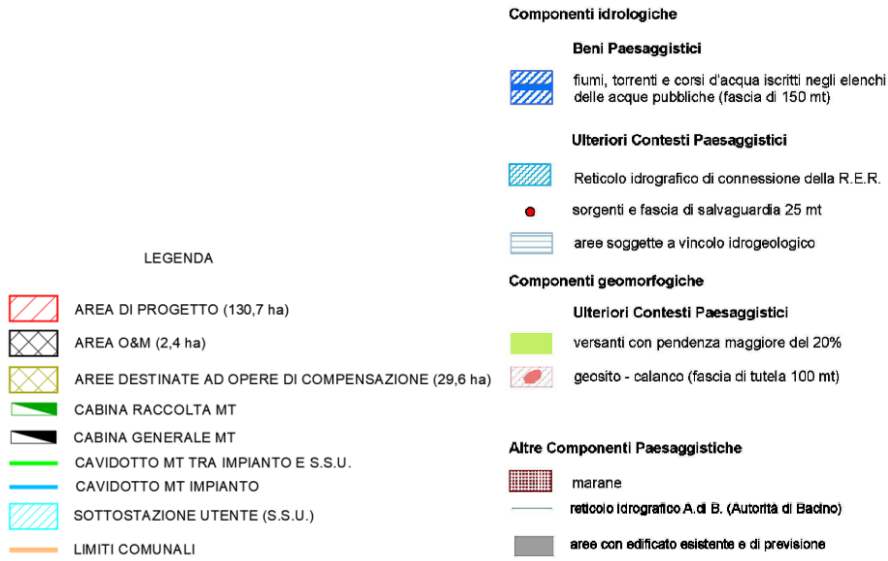 LEGENDA
AREA DI PROGETTO (130,7 ha)
AREA O&M (2,4 ha)
AREE DESTINATE AD OPERE DI COMPENSAZIONE (29,6 ha)
CABINA RACCOLTA MT
CABINA GENERALE MT
CAVIDOTTO MT TRA IMPIANTO E S.S.U.
CAVIDOTTO MT IMPIANTO
SOTTOSTAZIONE UTENTE (S.S.U.)
LIMITI COMUNALI
Componenti idrologiche
Beni Paesaggistici
fiumi, torrenti e corsi d'acqua iscritti negli elenchi
delle acque pubbliche (fascia di 150 mt)
Ulteriori Contesti Paesaggistici
Reticolo idrografico di connessione della R.E.R.
sorgenti e fascia di salvaguardia 25 mt
aree soggette a vincolo idrogeologico
Componenti geomorfogiche
Ulteriori Contesti Paesaggistici
versanti con pendenza maggiore del 20%
geosito - calanco (fascia di tutela 100 mt)
Altre Componenti Paesaggistiche
marane
reticolo idrografico A.di B. (Autorità di Bacino)
aree con edificato esistente e di previsione